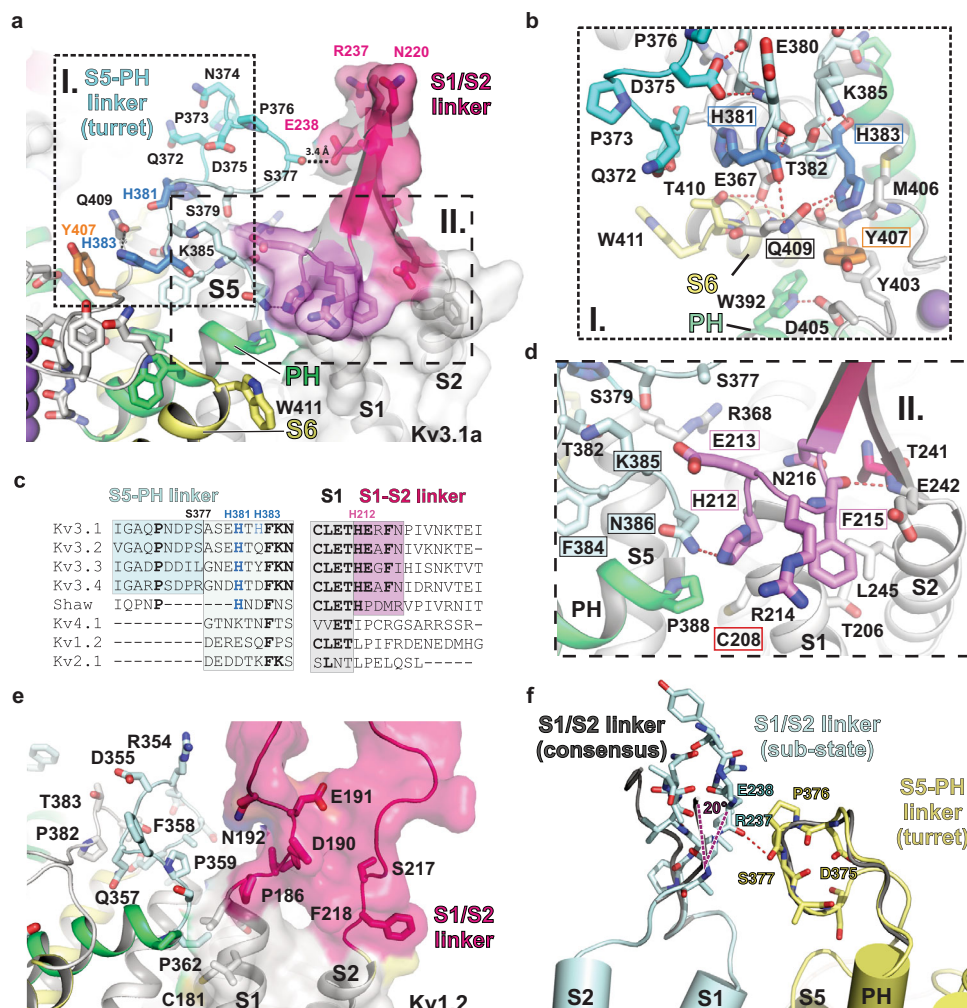 a
I.
S5-PH
linker
(turret)
N374
P373
P376
Q372
D375
S377
H381
Q409
S379
Y407
H383
K385
S5
R237
N220
S1/S2
linker
E238
3.4 Å
II.
PH
W411
S6
S1
S2
Kv3.1a
b
P376
E380
D375
K385
H381
H383
P373
Q372
E367
T382
T410
M406
W411
Q409
Y407
S6
W392
Y403
PH
D405
I.
c
S5-PH linker
S1
S1-S2 linker
S377
H381
H383
H212
Kv3.1 IGAQPNDPSASEHTHFKN CLETHERFNPIVNKTEI
Kv3.2 VGAQPNDPSASEHTQFKN CLETHEAFNIVKNKTE-
Kv3.3 IGADPDDILGSNEHTYFKN CLETHEGFIHISNKTVT
Kv3.4 IGARPSDPRGNDHTDFKN CLETHEAFNIDRNVTEI
Shaw IQPNP-------HNDFNS CLETHPDMRVPIVRNIT
Kv4.1 ---------GTNKTNFTS VVETIPCRGSARRSSR-
Kv1.2 ---------DERESQFPS CLETLPIFRDENEDMHG
Kv2.1 ---------DEDDTKFKS SLNTLPELQSL-----
d
S377
II.
S379
R368
E213
T382
K385
N216
T241
E242
H212
N386
F215
F384
S5
L245
S2
PH
R214
P388
C208
S1
T206
e
R354
D355
T383
E191
F358
N192
D190
P382
P359
S217
Q357
P186
F218
S1/S2
linker
P362
S2
C181
S1
Kv1.2
f
S1/S2 linker
(consensus)
S1/S2 linker
(sub-state)
S5-PH
linker
(turret)
E238
P376
20°
R237
S377
D375
S2
S1
S5
PH